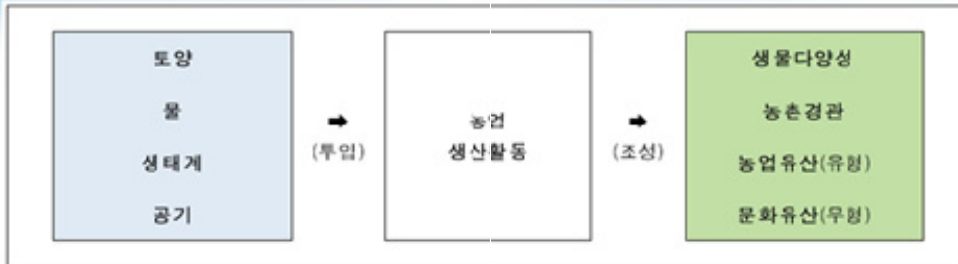 토양
물
생태계
공기
➡
(투입)
농업
생산활동
➡
(조성)
생물다양성
농촌경관
농업유산(유형)
문화유산(무형)